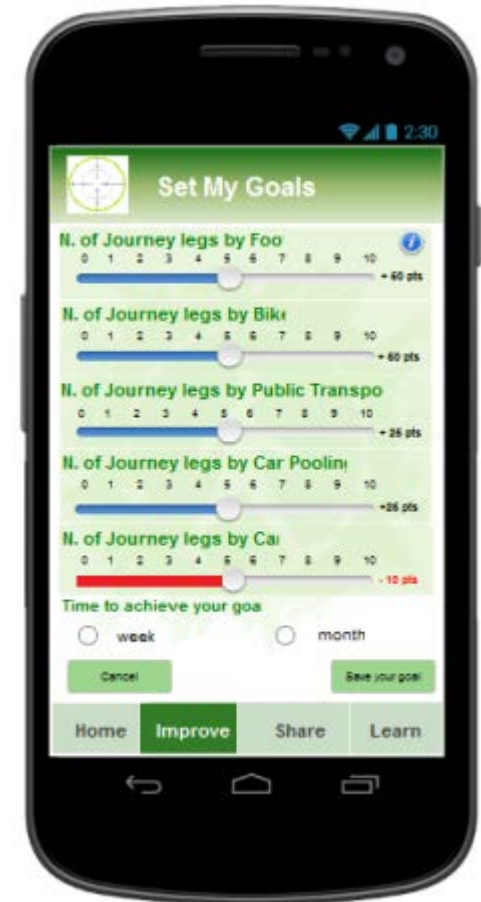 2:30
Set My Goals
N. of Journey legs by Foo
0 1 2 3 4 5 6 7 8 9 10
+ 60 pts
N. of Journey legs by Bike
0 1 2 3 4 5 6 7 8 9 10
+ 60 pts
N. of Journey legs by Public Transpo
0 1 2 3 4 5 6 7 8 9 10
+ 25 pts
N. of Journey legs by Car Pooling
0 1 2 3 4 5 6 7 8 9 10
+25 pts
N. of Journey legs by Car
0 1 2 3 4 5 6 7 8 9 10
- 10 pts
Time to achieve your goa
week month
Cancel Save your goal
Home Improve Share Learn